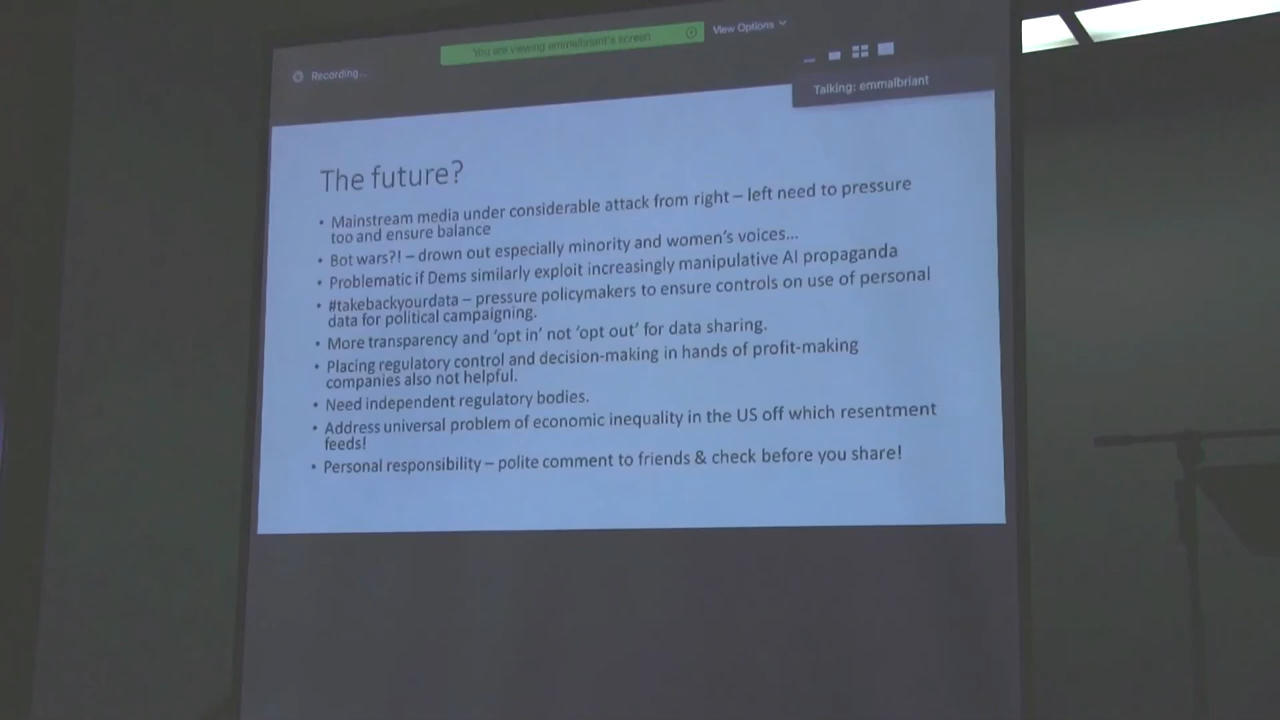 You are viewing emmalbriant's screen
View Options
Recording...
Talking: emmalbriant
The future?
• Mainstream media under considerable attack from right – left need to pressure
too and ensure balance
• Bot wars?! – drown out especially minority and women's voices...
• Problematic if Dems similarly exploit increasingly manipulative AI propaganda
• #takebackyourdata – pressure policymakers to ensure controls on use of personal
data for political campaigning.
• More transparency and 'opt in' not 'opt out' for data sharing.
• Placing regulatory control and decision-making in hands of profit-making
companies also not helpful.
• Need independent regulatory bodies.
• Address universal problem of economic inequality in the US off which resentment
feeds!
• Personal responsibility – polite comment to friends & check before you share!